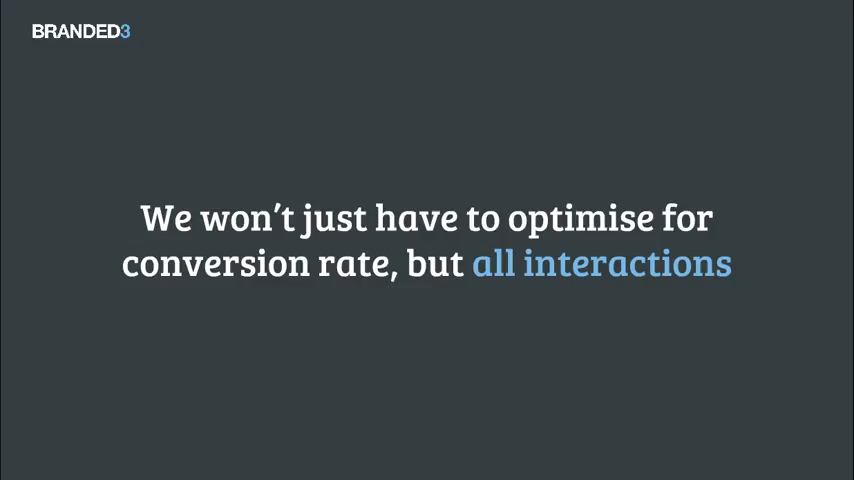 BRANDED3
We won’t just have to optimise for
conversion rate, but all interactions